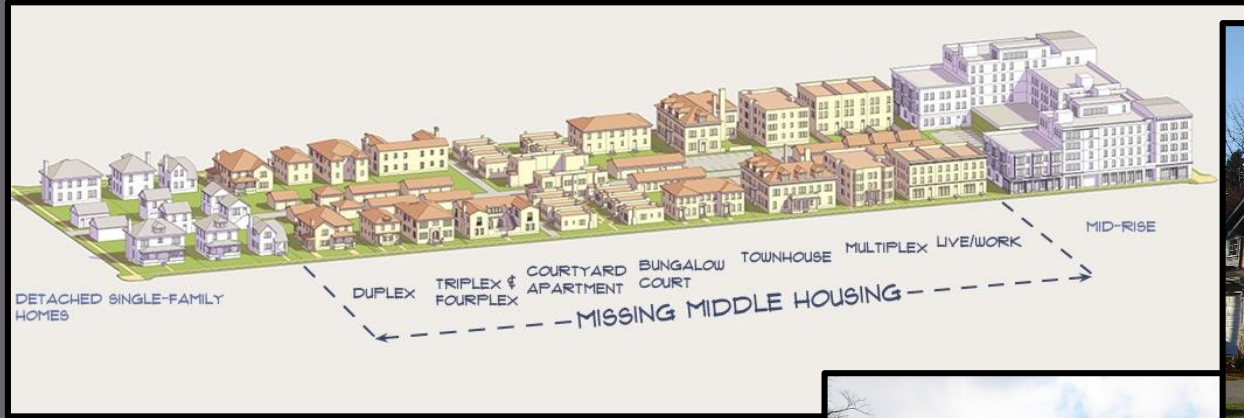 DETACHED SINGLE-FAMILY
HOMES
DUPLEX
TRIPLEX &
FOURPLEX
COURTYARD
APARTMENT
BUNGALOW
COURT
TOWNHOUSE
MULTIPLEX
LIVE/WORK
MID-RISE
MISSING MIDDLE HOUSING